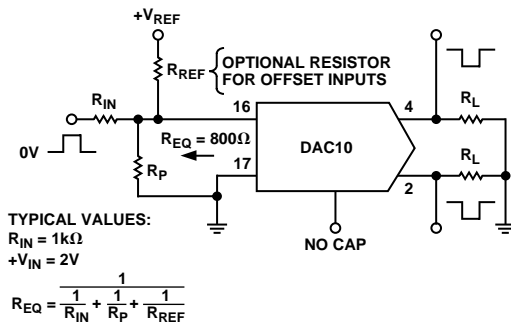 +VREF
RREF
OPTIONAL RESISTOR
FOR OFFSET INPUTS
RIN
16
4
RL
0V
REQ = 800Ω
DAC10
RP
17
2
RL
NO CAP
TYPICAL VALUES:
RIN = 1kΩ
+VIN = 2V
REQ = 1 / (1/RIN + 1/RP + 1/RREF)